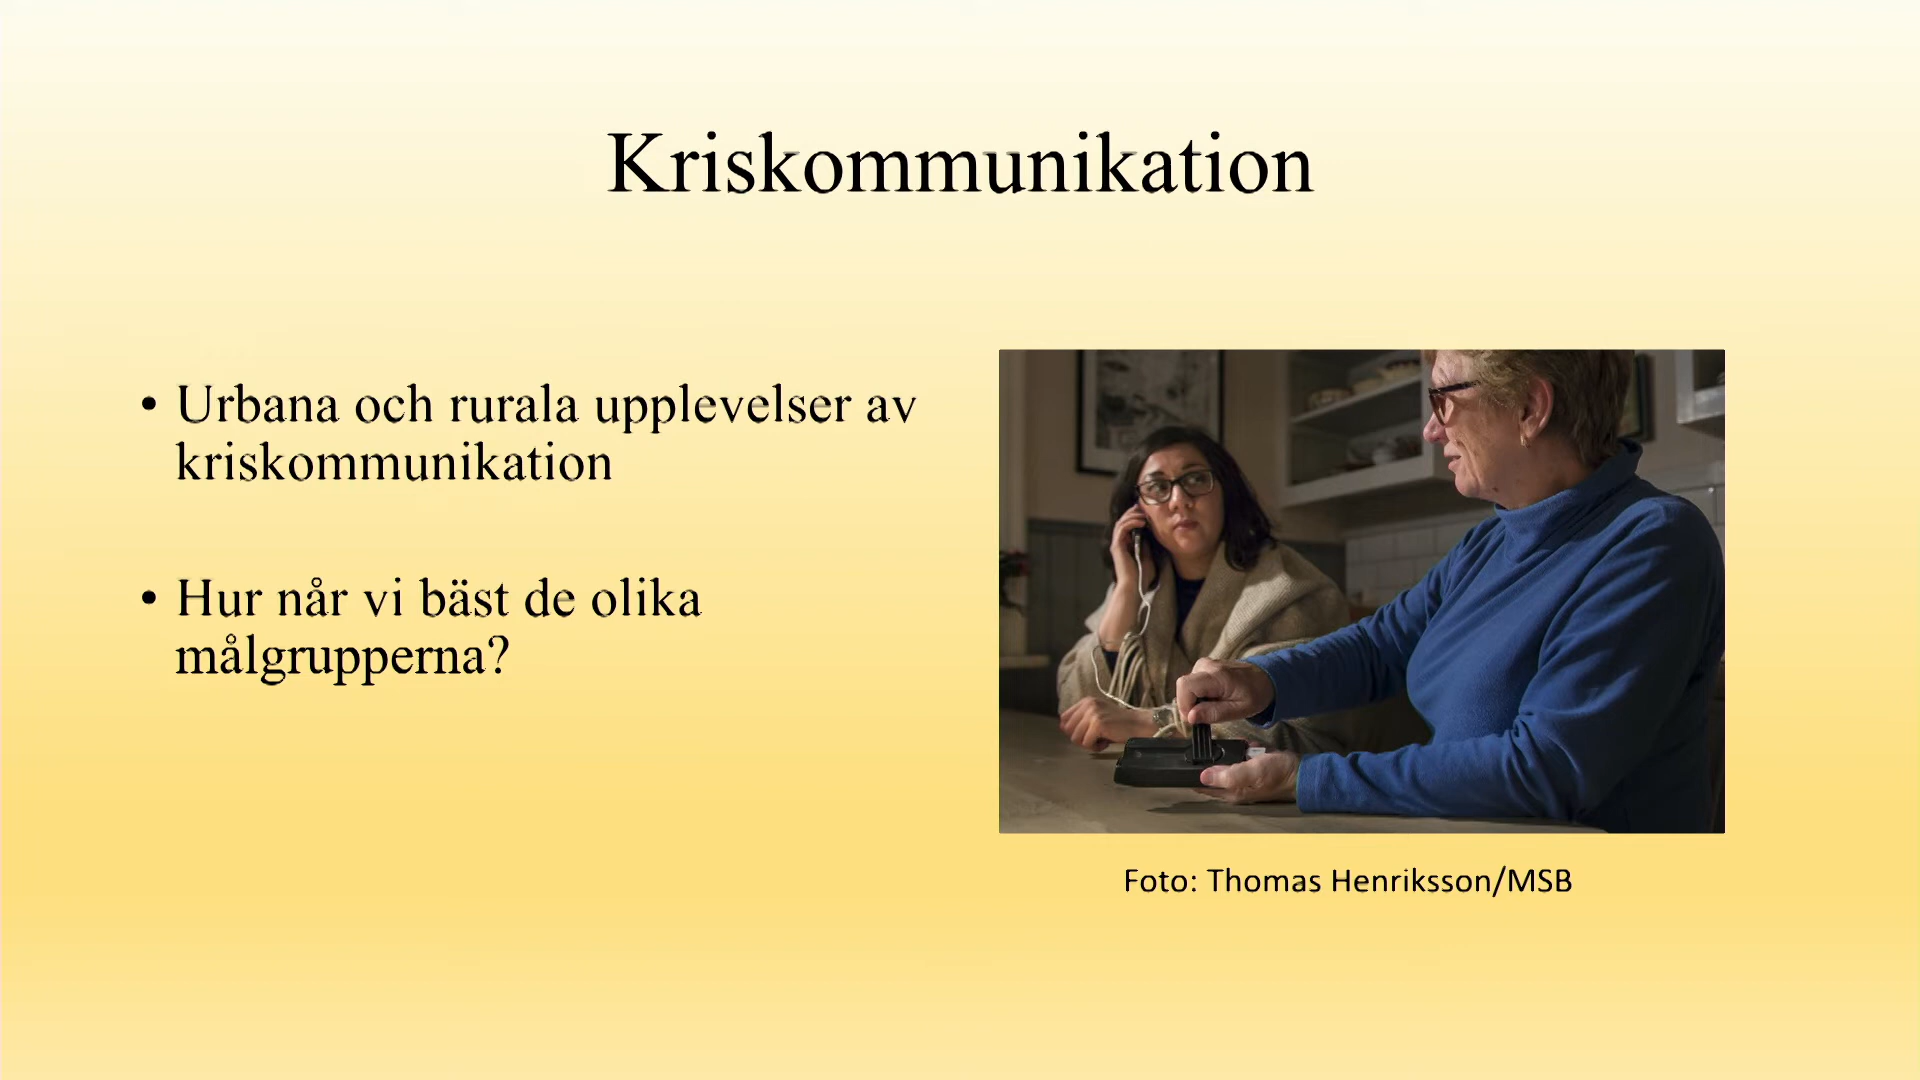 Kriskommunikation
• Urbana och rurala upplevelser av
kriskommunikation
• Hur når vi bäst de olika
målgrupperna?
Foto: Thomas Henriksson/MSB